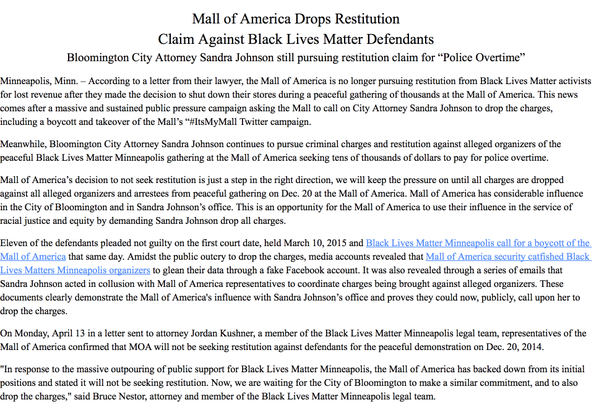 Mall of America Drops Restitution
Claim Against Black Lives Matter Defendants
Bloomington City Attorney Sandra Johnson still pursuing restitution claim for “Police Overtime”
Minneapolis, Minn. – According to a letter from their lawyer, the Mall of America is no longer pursuing restitution from Black Lives Matter activists
for lost revenue after they made the decision to shut down their stores during a peaceful gathering of thousands at the Mall of America. This news
comes after a massive and sustained public pressure campaign asking the Mall to call on City Attorney Sandra Johnson to drop the charges,
including a boycott and takeover of the Mall’s “#ItsMyMall Twitter campaign.
Meanwhile, Bloomington City Attorney Sandra Johnson continues to pursue criminal charges and restitution against alleged organizers of the
peaceful Black Lives Matter Minneapolis gathering at the Mall of America seeking tens of thousands of dollars to pay for police overtime.
Mall of America’s decision to not seek restitution is just a step in the right direction, we will keep the pressure on until all charges are dropped
against all alleged organizers and arrestees from peaceful gathering on Dec. 20 at the Mall of America. Mall of America has considerable influence
in the City of Bloomington and in Sandra Johnson’s office. This is an opportunity for the Mall of America to use their influence in the service of
racial justice and equity by demanding Sandra Johnson drop all charges.
Eleven of the defendants pleaded not guilty on the first court date, held March 10, 2015 and Black Lives Matter Minneapolis call for a boycott of the
Mall of America that same day. Amidst the public outcry to drop the charges, media accounts revealed that Mall of America security catfished Black
Lives Matters Minneapolis organizers to glean their data through a fake Facebook account. It was also revealed through a series of emails that
Sandra Johnson acted in collusion with Mall of America representatives to coordinate charges being brought against alleged organizers. These
documents clearly demonstrate the Mall of America's influence with Sandra Johnson’s office and proves they could now, publicly, call upon her to
drop the charges.
On Monday, April 13 in a letter sent to attorney Jordan Kushner, a member of the Black Lives Matter Minneapolis legal team, representatives of the
Mall of America confirmed that MOA will not be seeking restitution against defendants for the peaceful demonstration on Dec. 20, 2014.
"In response to the massive outpouring of public support for Black Lives Matter Minneapolis, the Mall of America has backed down from its initial
positions and stated it will not be seeking restitution. Now, we are waiting for the City of Bloomington to make a similar commitment, and to also
drop the charges," said Bruce Nestor, attorney and member of the Black Lives Matter Minneapolis legal team.